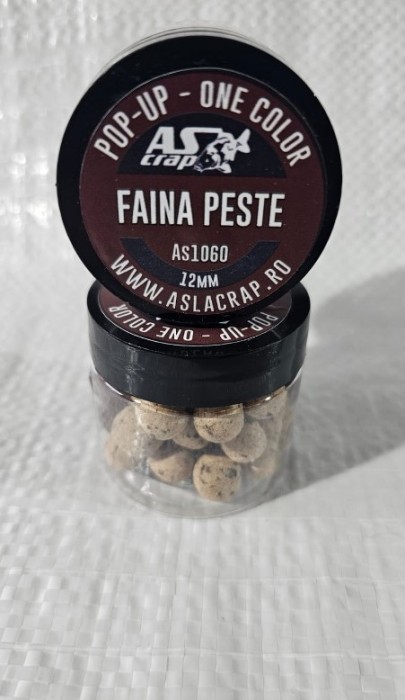 POP-UP - ONE COLOR
AS
crap
FAINA PESTE
As1060
12MM
WWW.ASLACRAP.RO
POP-UP - ONE COLOR